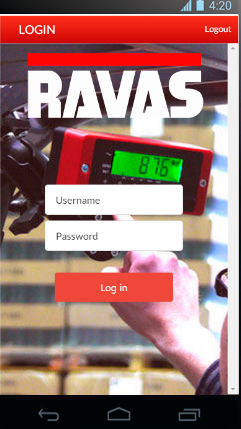 4:20
LOGIN
Logout
RAVAS
876
Username
Password
Log in